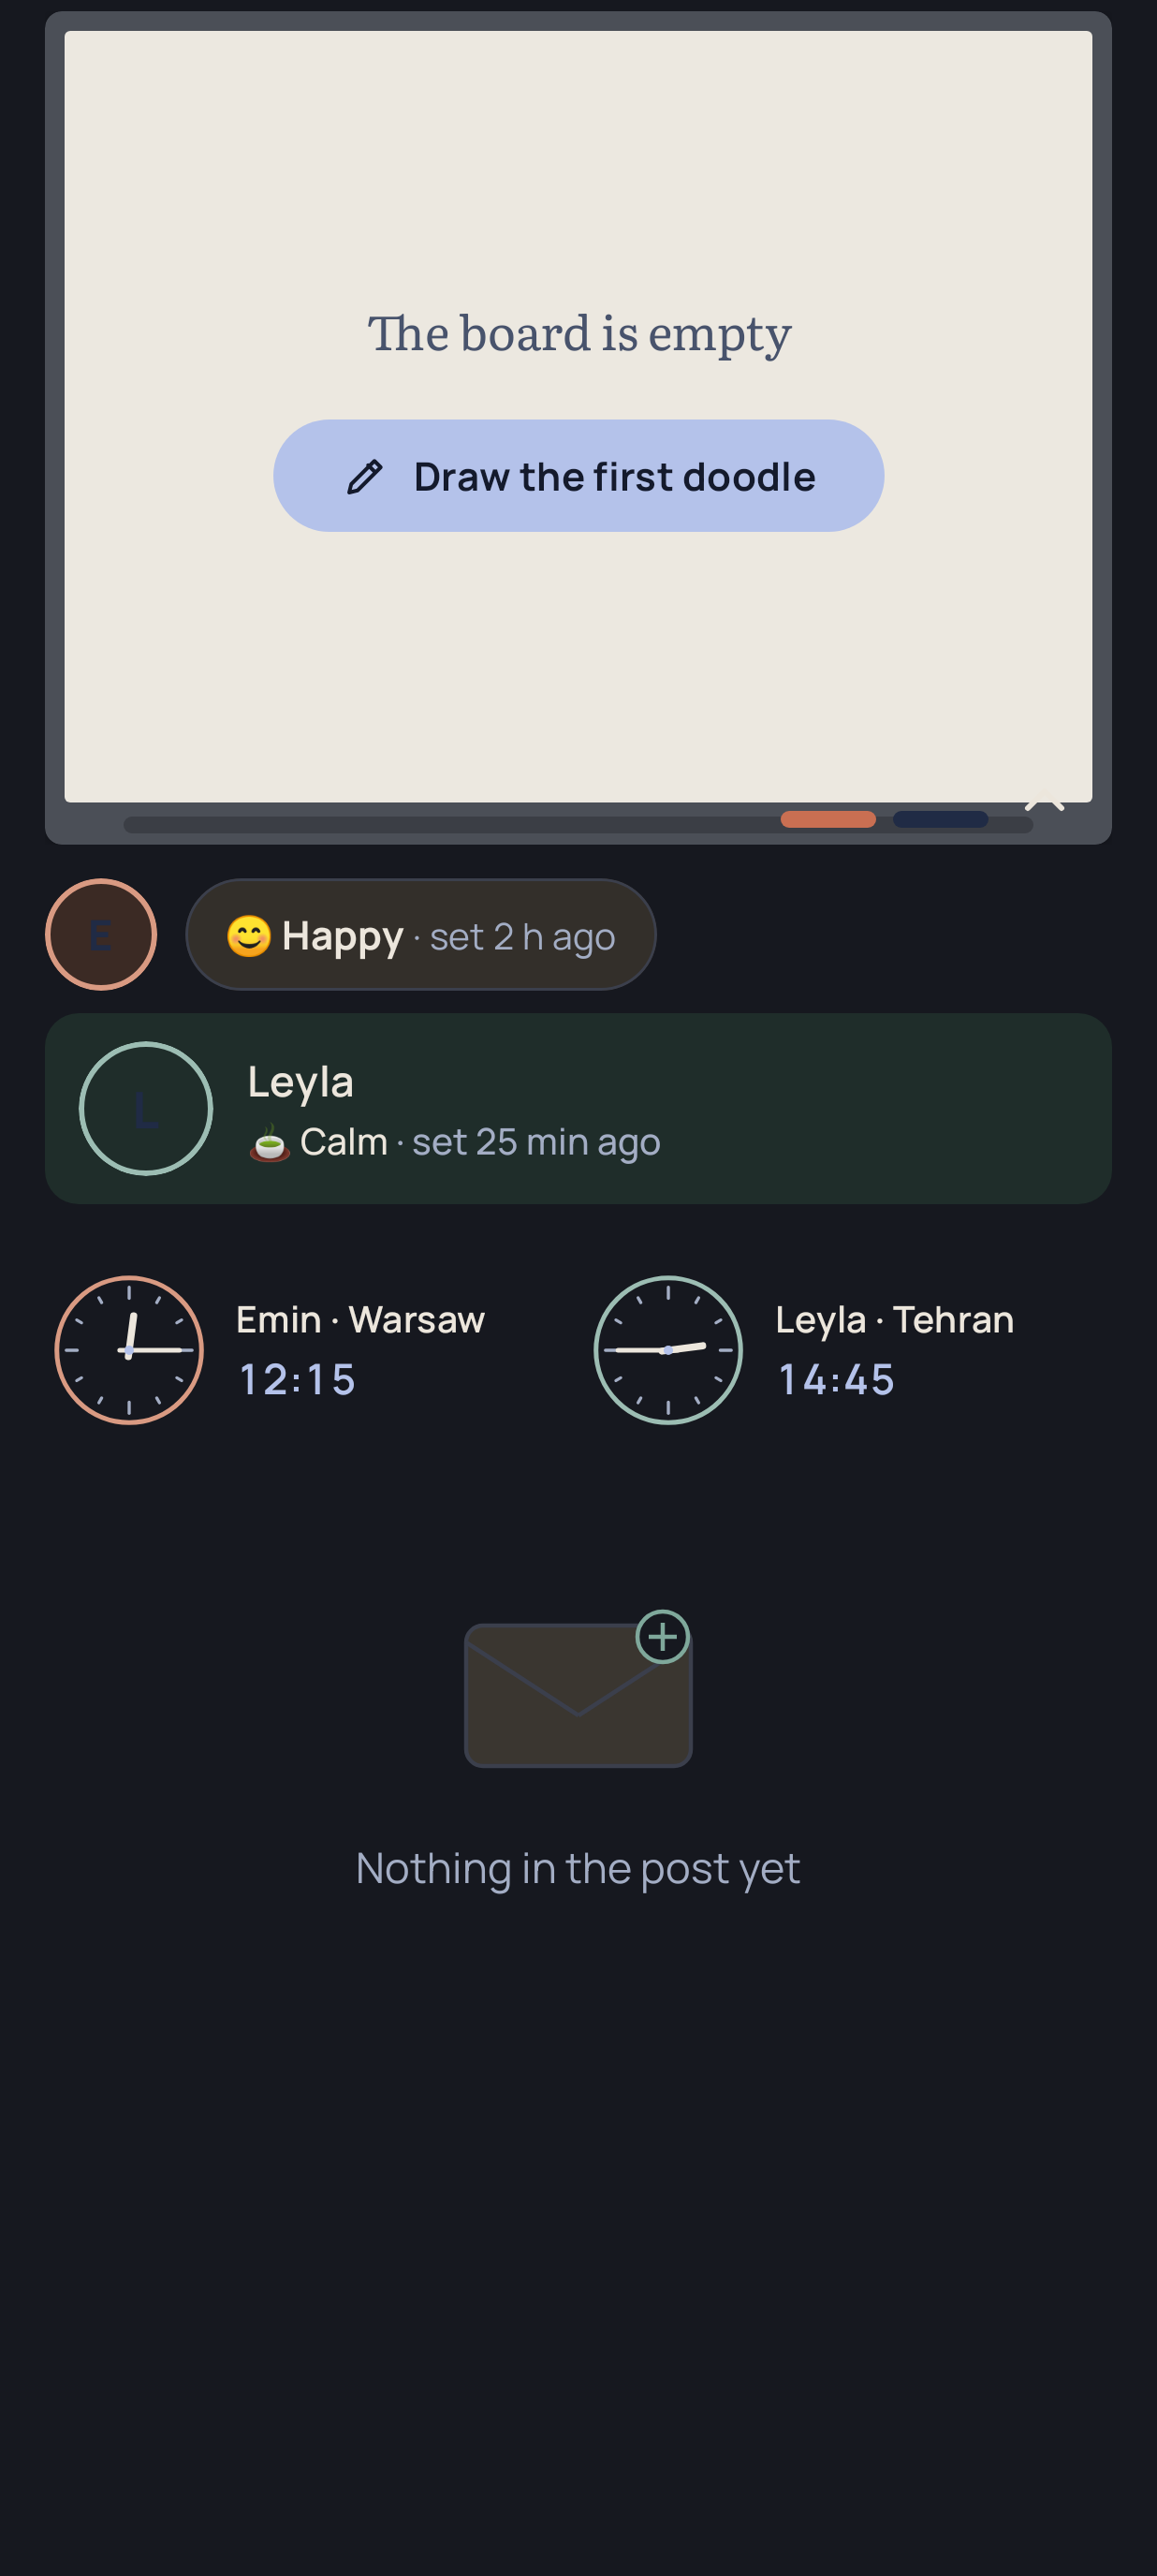 The board is empty
Draw the first doodle
E
😊 Happy · set 2 h ago
L
Leyla
🍵 Calm · set 25 min ago
Emin · Warsaw
12:15
Leyla · Tehran
14:45
Nothing in the post yet